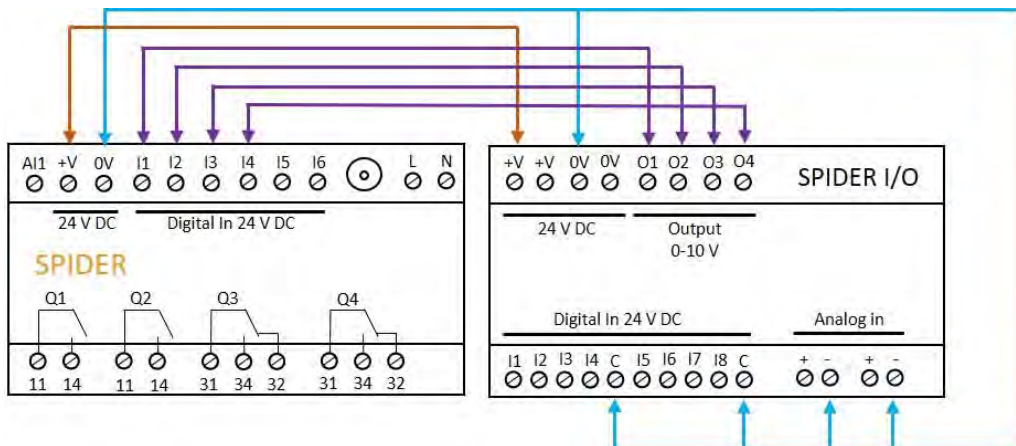 AI1 +V 0V I1 I2 I3 I4 I5 I6 L N
24 V DC Digital In 24 V DC
SPIDER
Q1 Q2 Q3 Q4
11 14 11 14 31 34 32 31 34 32
+V +V 0V 0V O1 O2 O3 O4 SPIDER I/O
24 V DC Output
0-10 V
Digital In 24 V DC Analog in
I1 I2 I3 I4 C I5 I6 I7 I8 C + - + -